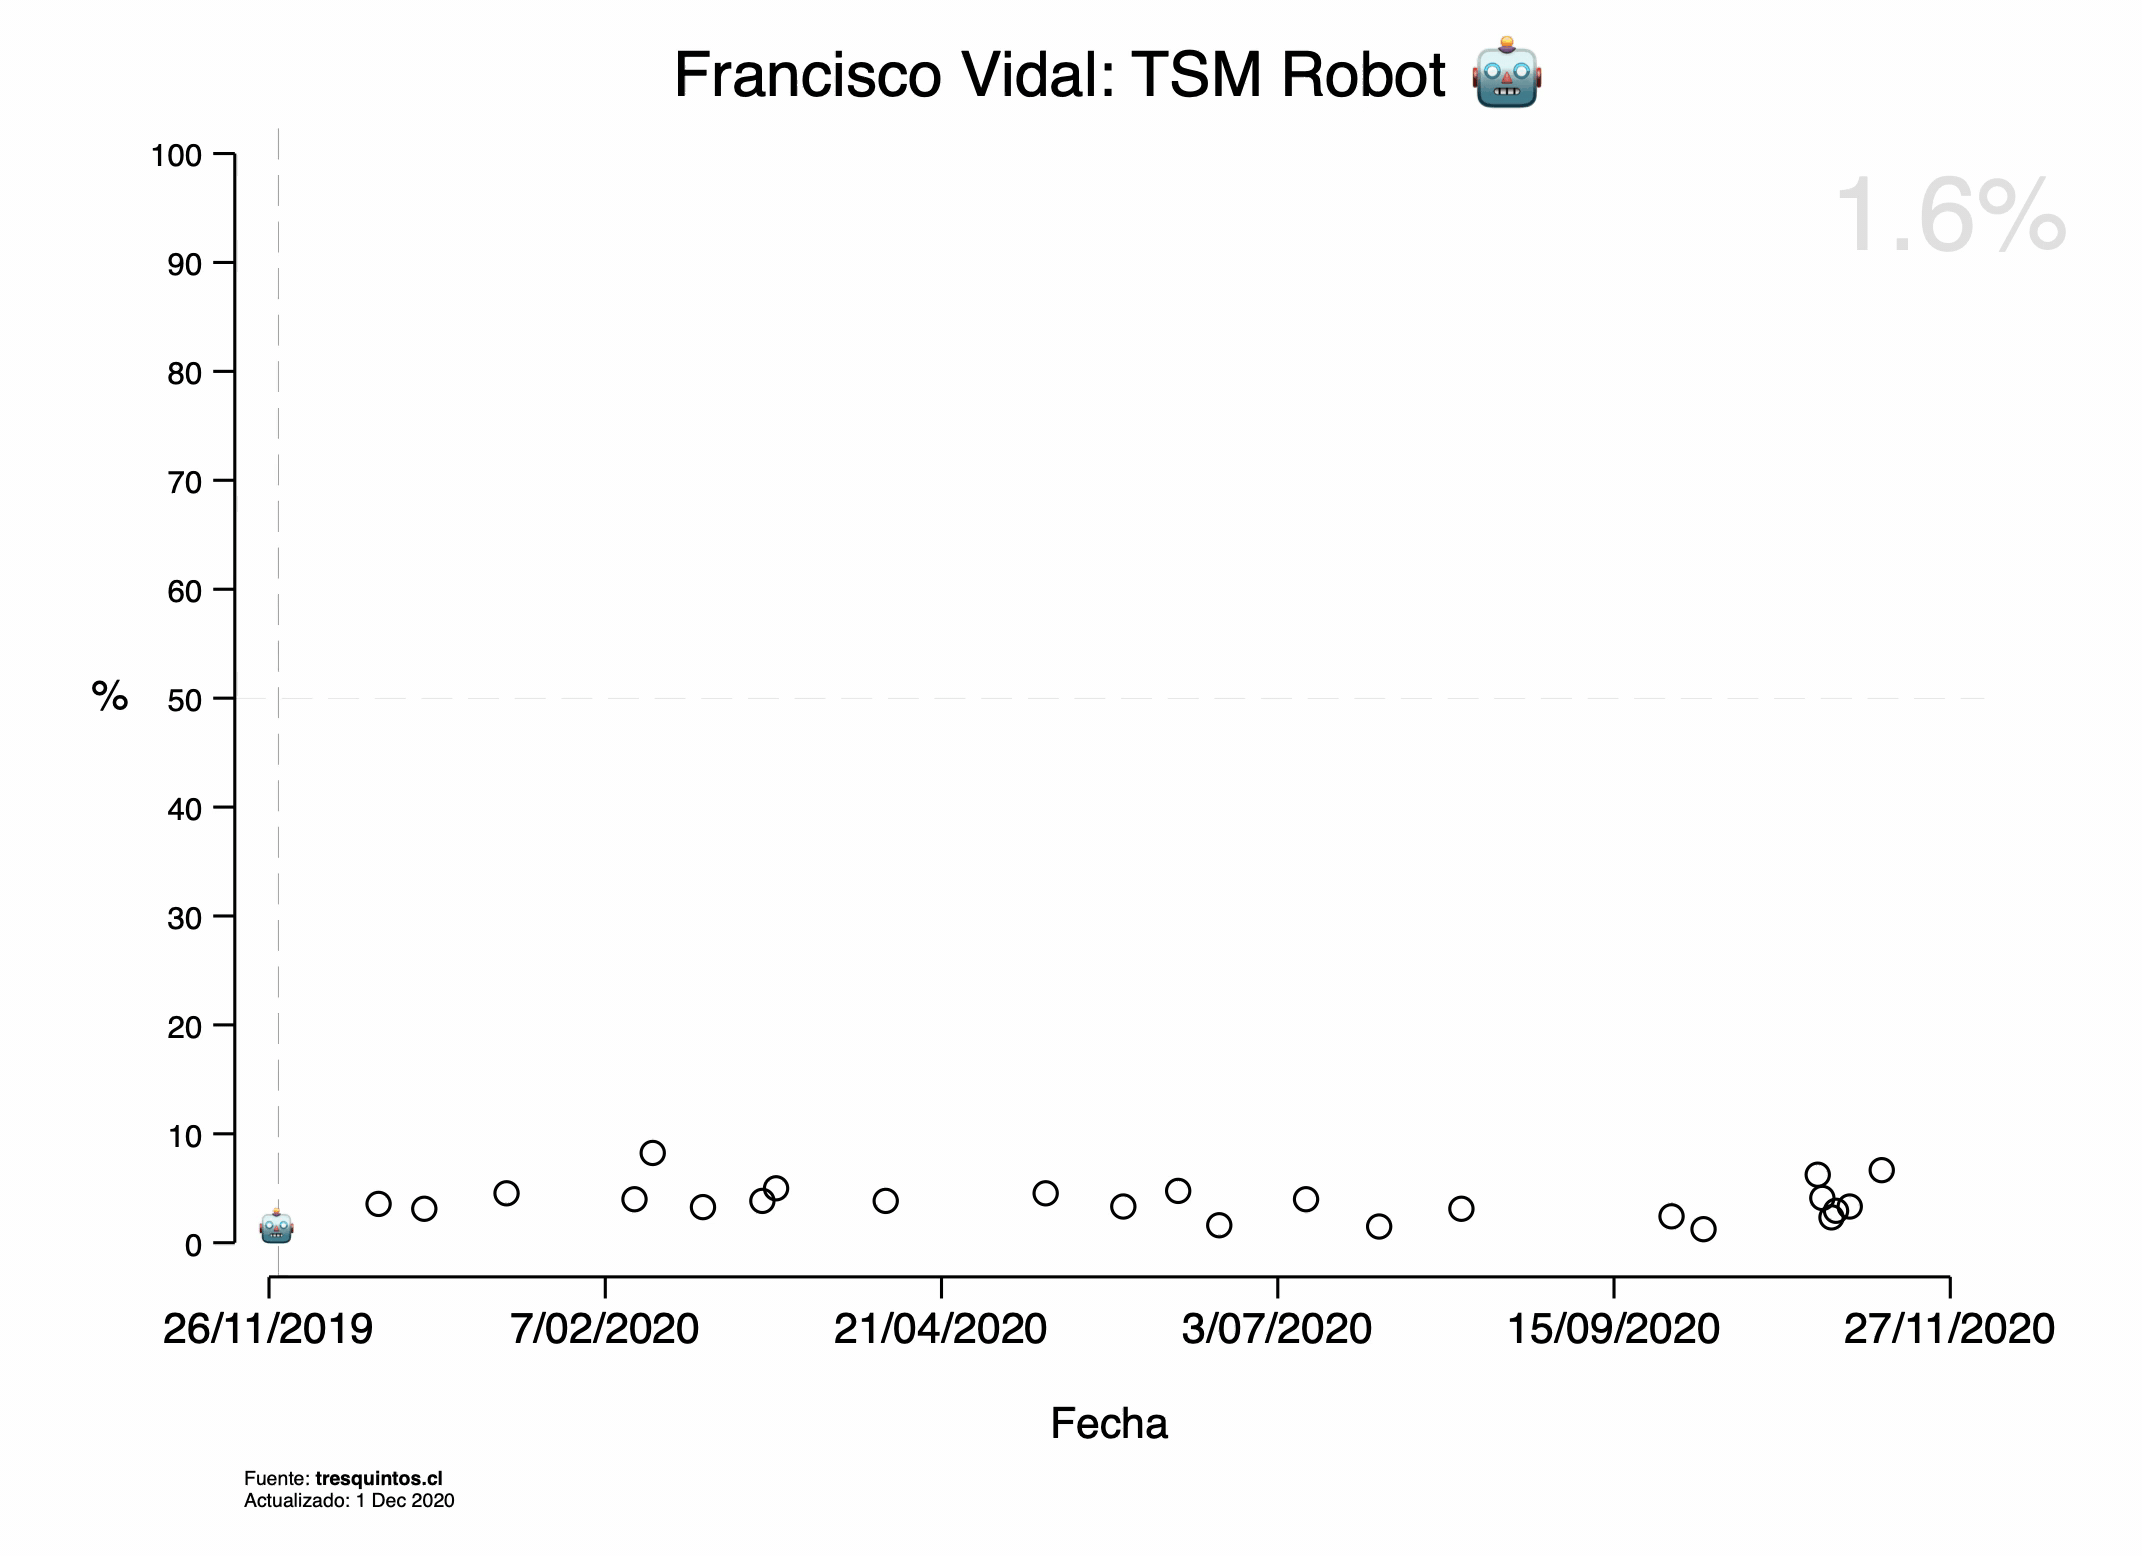 Francisco Vidal: TSM Robot 🤖
1.6%
100
90
80
70
60
50
40
30
20
10
0
%
26/11/2019 7/02/2020 21/04/2020 3/07/2020 15/09/2020 27/11/2020
Fecha
Fuente: tresquintos.cl
Actualizado: 1 Dec 2020